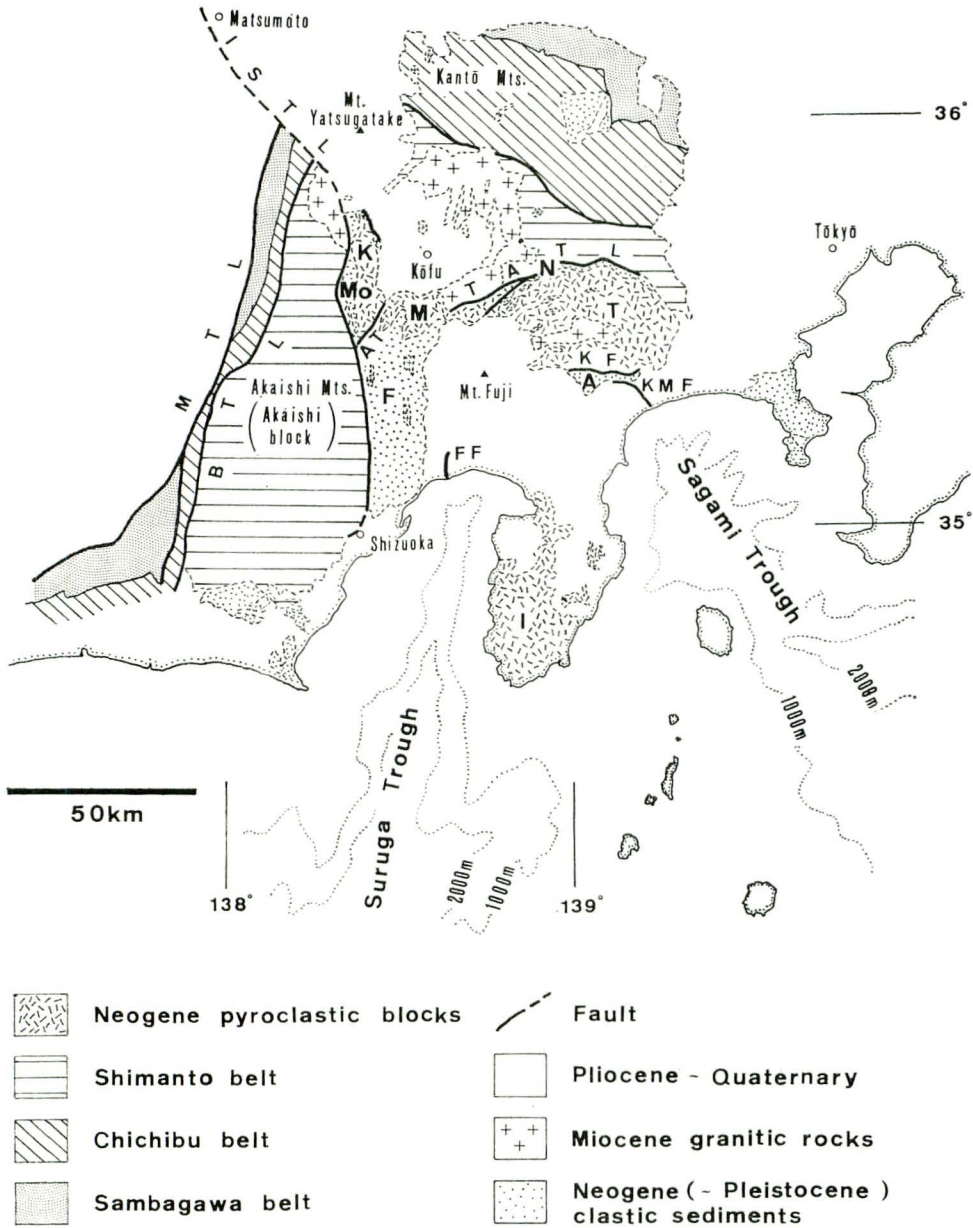 Matsumoto
I S T L
Mt.
Yatsugatake
Kantō Mts.
36°
Tōkyō
Kōfu
K
Mo
M
T A T L
N
T
A T
F
K F
A
K M F
Mt. Fuji
M T L
B T L
Akaishi Mts.
( Akaishi
block )
F F
Shizuoka
35°
I
Sagami Trough
2000m
1000m
Suruga Trough
2000m
1000m
50km
138°
139°
Neogene pyroclastic blocks
Shimanto belt
Chichibu belt
Sambagawa belt
Fault
Pliocene ~ Quaternary
Miocene granitic rocks
Neogene ( ~ Pleistocene )
clastic sediments